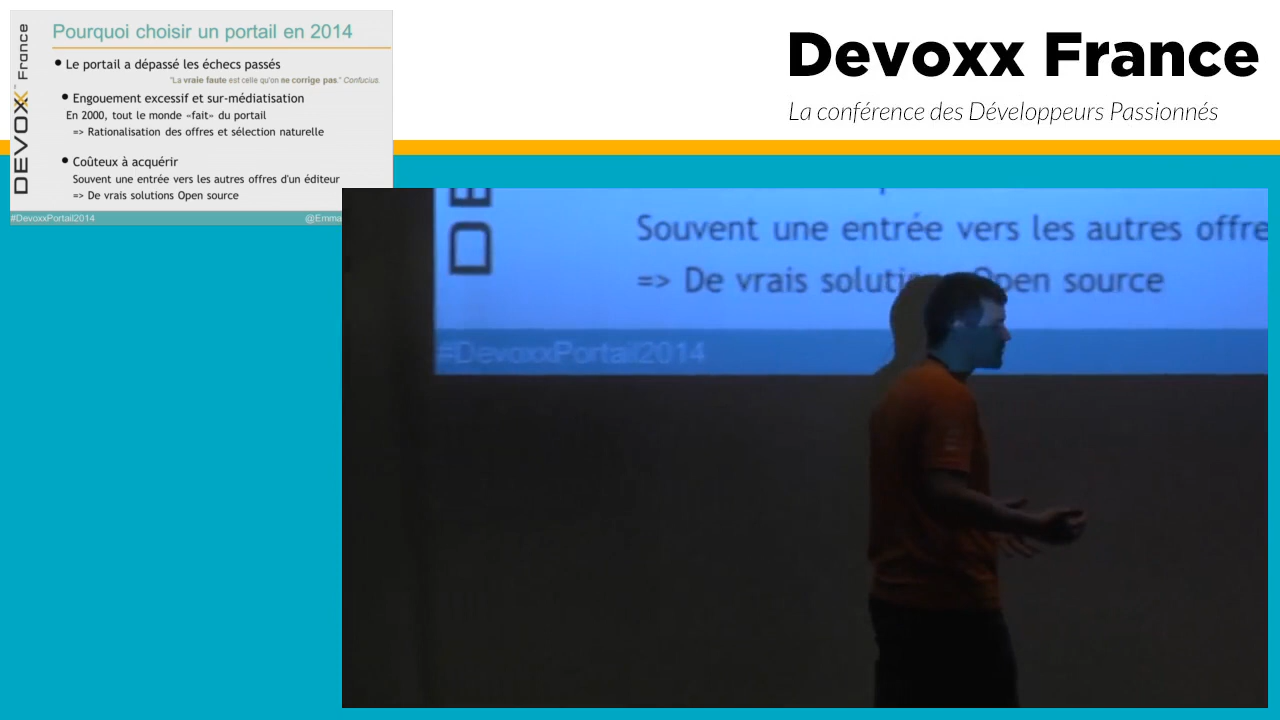 Pourquoi choisir un portail en 2014
Le portail a dépassé les échecs passés
"La vraie faute est celle qu'on ne corrige pas." Confucius.
Engouement excessif et sur-médiatisation
En 2000, tout le monde «fait» du portail
=> Rationalisation des offres et sélection naturelle
Coûteux à acquérir
Souvent une entrée vers les autres offres d'un éditeur
=> De vrais solutions Open source
#DevoxxPortail2014
@Emma
DEVOXX™ France
Devoxx France
La conférence des Développeurs Passionnés
DE
Souvent une entrée vers les autres offre
=> De vrais solutions Open source
#DevoxxPortail2014